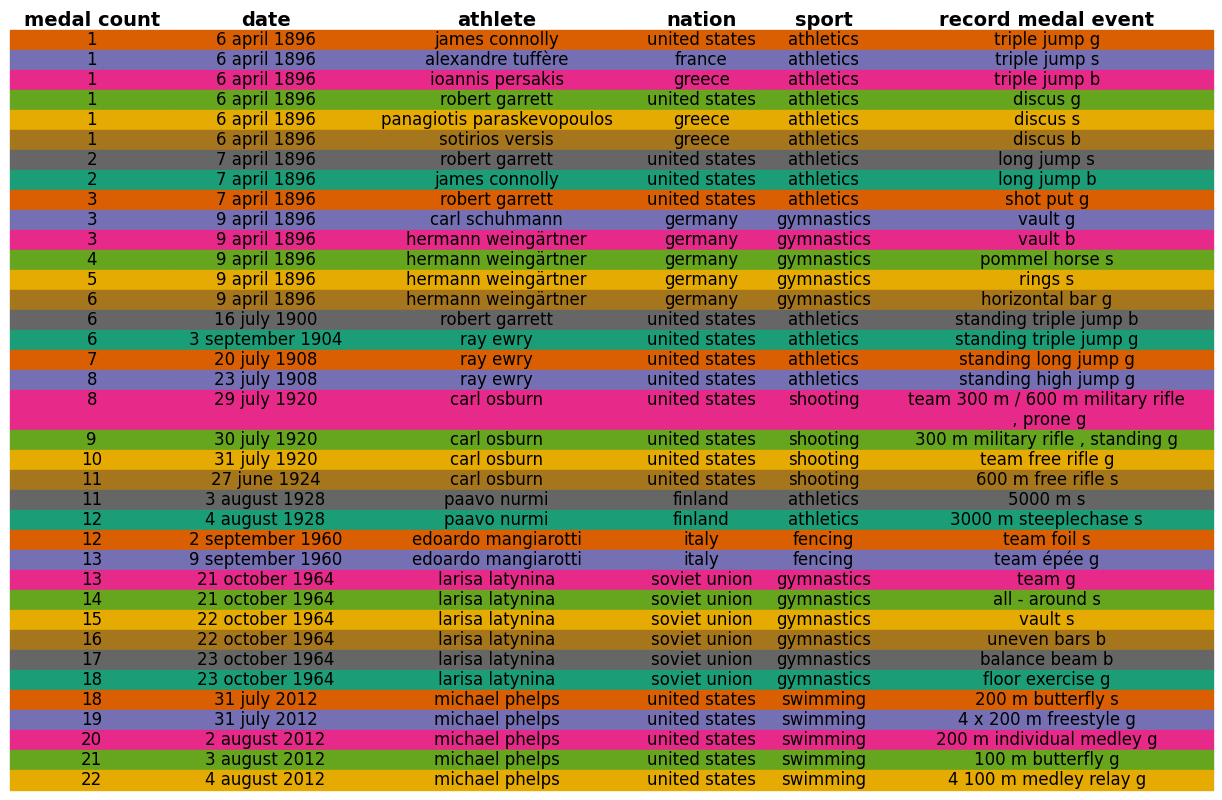 medal count date athlete nation sport record medal event
1 6 april 1896 james connolly united states athletics triple jump g
1 6 april 1896 alexandre tuffère france athletics triple jump s
1 6 april 1896 ioannis persakis greece athletics triple jump b
1 6 april 1896 robert garrett united states athletics discus g
1 6 april 1896 panagiotis paraskevopoulos greece athletics discus s
1 6 april 1896 sotirios versis greece athletics discus b
2 7 april 1896 robert garrett united states athletics long jump s
2 7 april 1896 james connolly united states athletics long jump b
3 7 april 1896 robert garrett united states athletics shot put g
3 9 april 1896 carl schuhmann germany gymnastics vault g
3 9 april 1896 hermann weingärtner germany gymnastics vault b
4 9 april 1896 hermann weingärtner germany gymnastics pommel horse s
5 9 april 1896 hermann weingärtner germany gymnastics rings s
6 9 april 1896 hermann weingärtner germany gymnastics horizontal bar g
6 16 july 1900 robert garrett united states athletics standing triple jump b
6 3 september 1904 ray ewry united states athletics standing triple jump g
7 20 july 1908 ray ewry united states athletics standing long jump g
8 23 july 1908 ray ewry united states athletics standing high jump g
8 29 july 1920 carl osburn united states shooting team 300 m / 600 m military rifle
, prone g
9 30 july 1920 carl osburn united states shooting 300 m military rifle , standing g
10 31 july 1920 carl osburn united states shooting team free rifle g
11 27 june 1924 carl osburn united states shooting 600 m free rifle s
11 3 august 1928 paavo nurmi finland athletics 5000 m s
12 4 august 1928 paavo nurmi finland athletics 3000 m steeplechase s
12 2 september 1960 edoardo mangiarotti italy fencing team foil s
13 9 september 1960 edoardo mangiarotti italy fencing team épée g
13 21 october 1964 larisa latynina soviet union gymnastics team g
14 21 october 1964 larisa latynina soviet union gymnastics all - around s
15 22 october 1964 larisa latynina soviet union gymnastics vault s
16 22 october 1964 larisa latynina soviet union gymnastics uneven bars b
17 23 october 1964 larisa latynina soviet union gymnastics balance beam b
18 23 october 1964 larisa latynina soviet union gymnastics floor exercise g
18 31 july 2012 michael phelps united states swimming 200 m butterfly s
19 31 july 2012 michael phelps united states swimming 4 x 200 m freestyle g
20 2 august 2012 michael phelps united states swimming 200 m individual medley g
21 3 august 2012 michael phelps united states swimming 100 m butterfly g
22 4 august 2012 michael phelps united states swimming 4 100 m medley relay g